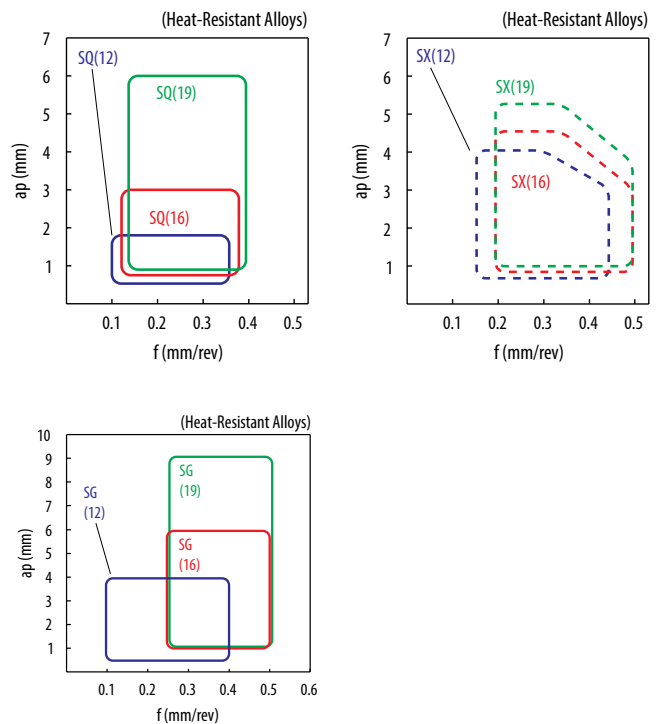 (Heat-Resistant Alloys)
7
6
5
4
3
2
1
ap (mm)
SQ(12)
SQ(19)
SQ(16)
0.1 0.2 0.3 0.4 0.5
f (mm/rev)
(Heat-Resistant Alloys)
7
6
5
4
3
2
1
ap (mm)
SX(12)
SX(19)
SX(16)
0.1 0.2 0.3 0.4 0.5
f (mm/rev)
(Heat-Resistant Alloys)
10
9
8
7
6
5
4
3
2
1
ap (mm)
SG
(12)
SG
(19)
SG
(16)
0.1 0.2 0.3 0.4 0.5 0.6
f (mm/rev)